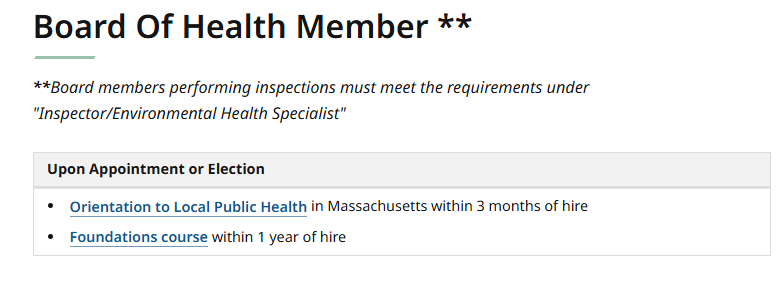 Board Of Health Member **
**Board members performing inspections must meet the requirements under
"Inspector/Environmental Health Specialist"
Upon Appointment or Election
• Orientation to Local Public Health in Massachusetts within 3 months of hire
• Foundations course within 1 year of hire